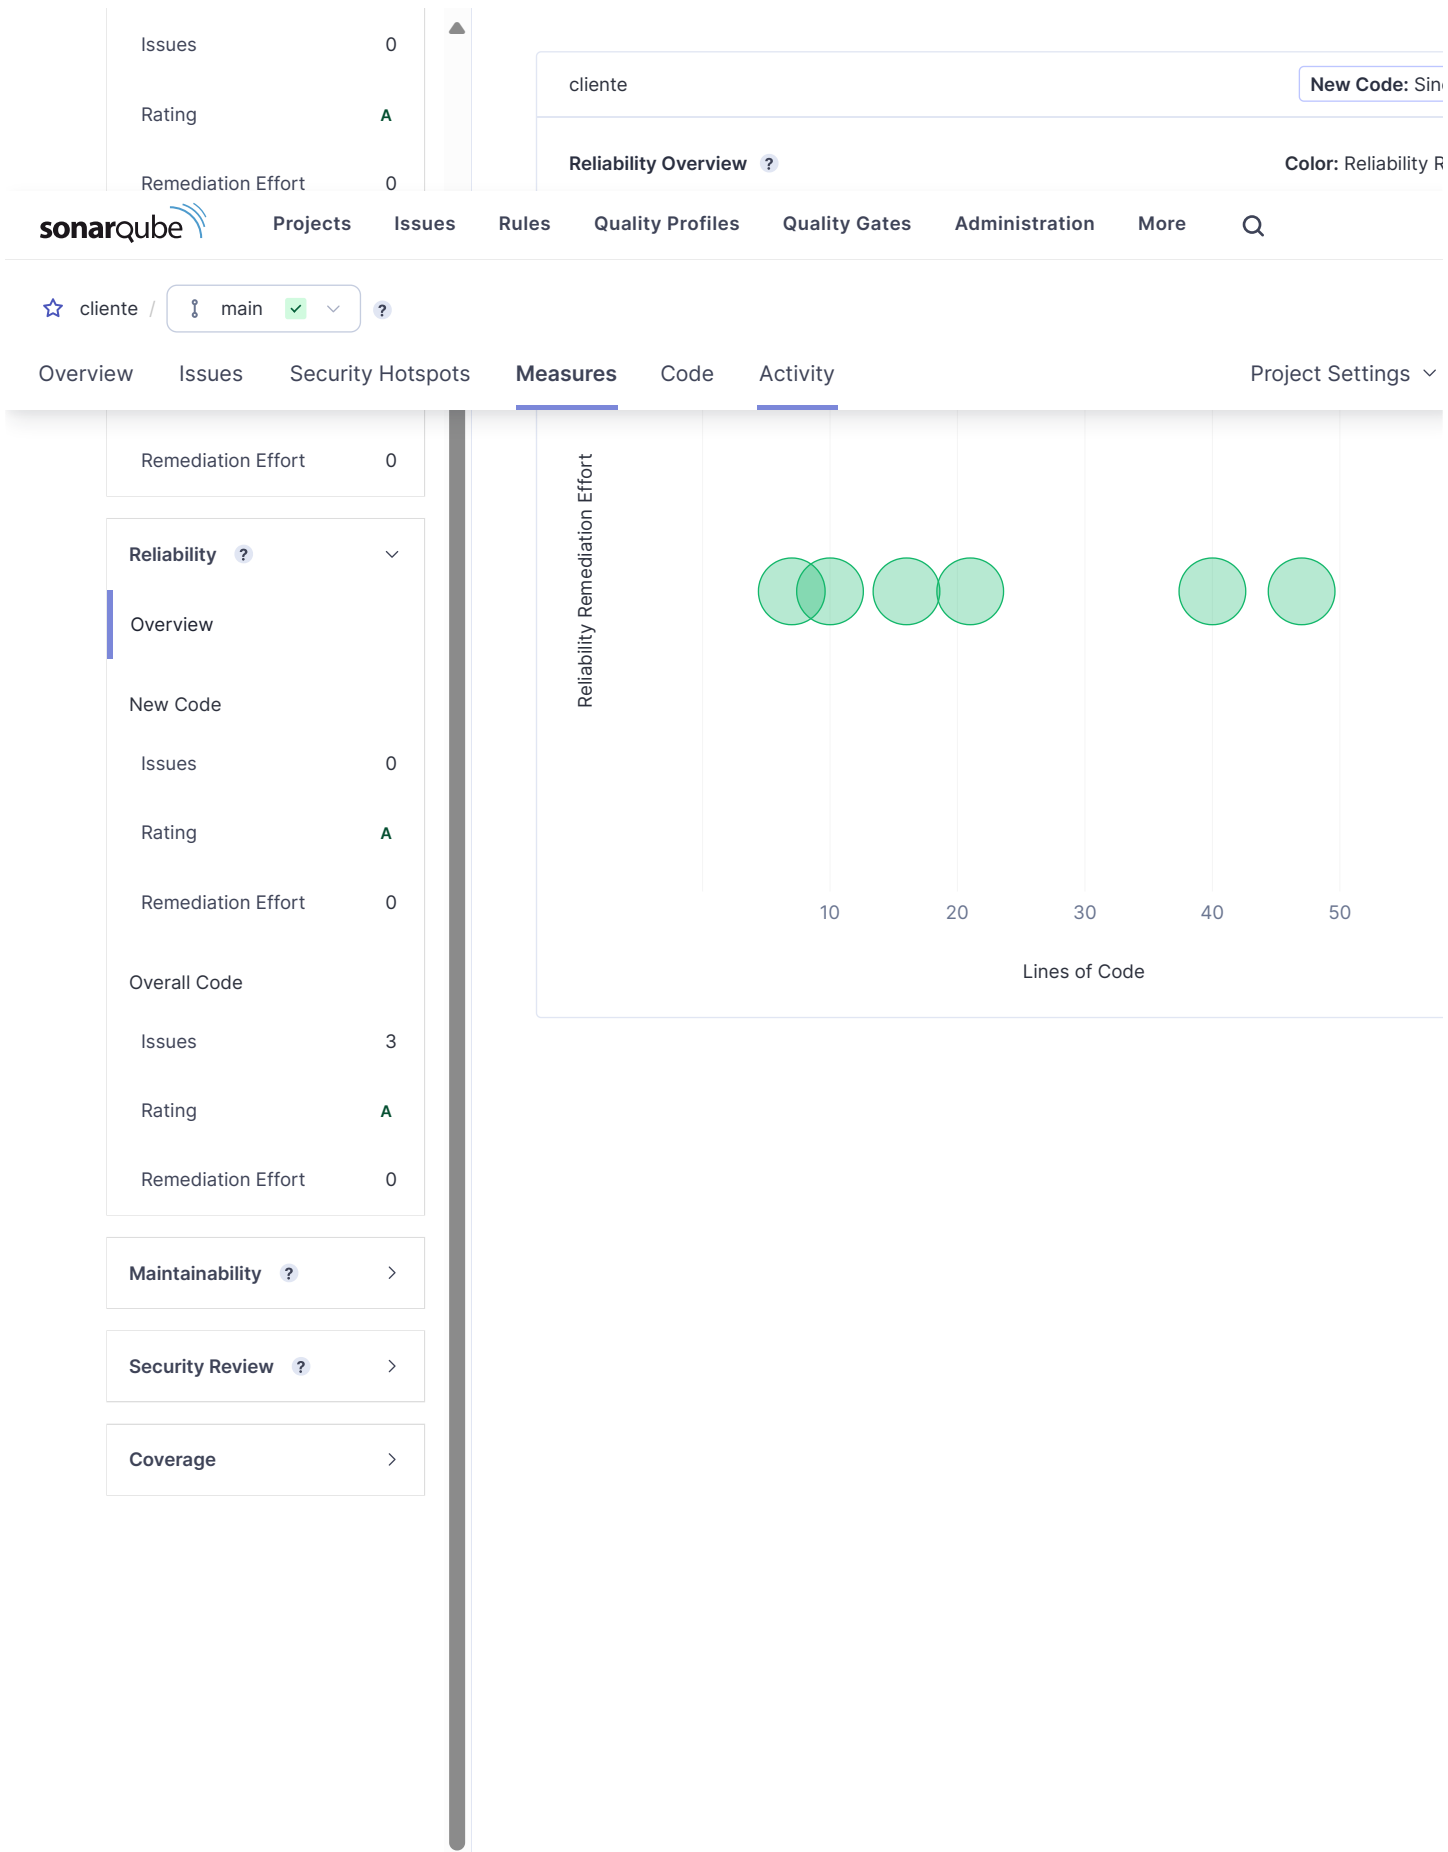 Issues 0
cliente
New Code:
Rating A
Reliability Overview ?
Color: Reliability
Remediation Effort 0
sonarqube
Projects Issues Rules Quality Profiles Quality Gates Administration More
cliente / main ?
Overview Issues Security Hotspots Measures Code Activity Project Settings
Remediation Effort 0
Reliability ?
Overview
New Code
Issues 0
Rating A
Remediation Effort 0
Overall Code
Issues 3
Rating A
Remediation Effort 0
Maintainability ?
Security Review ?
Coverage
Reliability Remediation Effort
10 20 30 40 50
Lines of Code